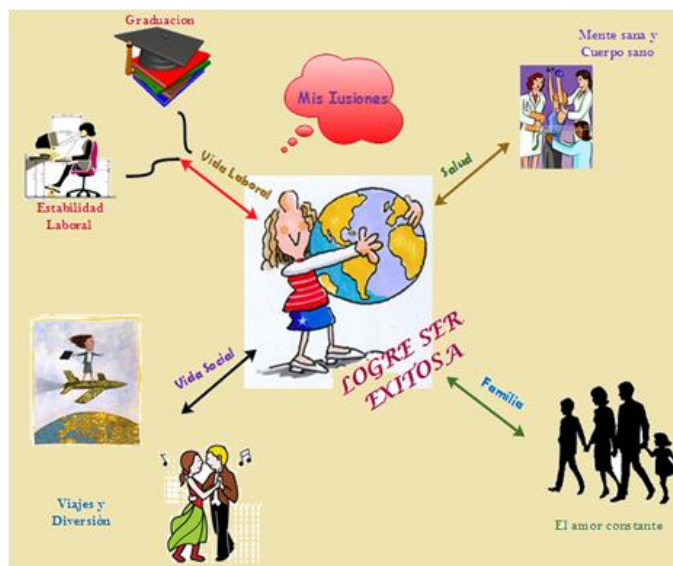 Graduacion
Mente sana y
Cuerpo sano
Mis Iusiones
Vida Laboral
Salud
Estabilidad
Laboral
LOGRE SER
EXITOSA
Vida Social
Familia
Viajes y
Diversiòn
El amor constante